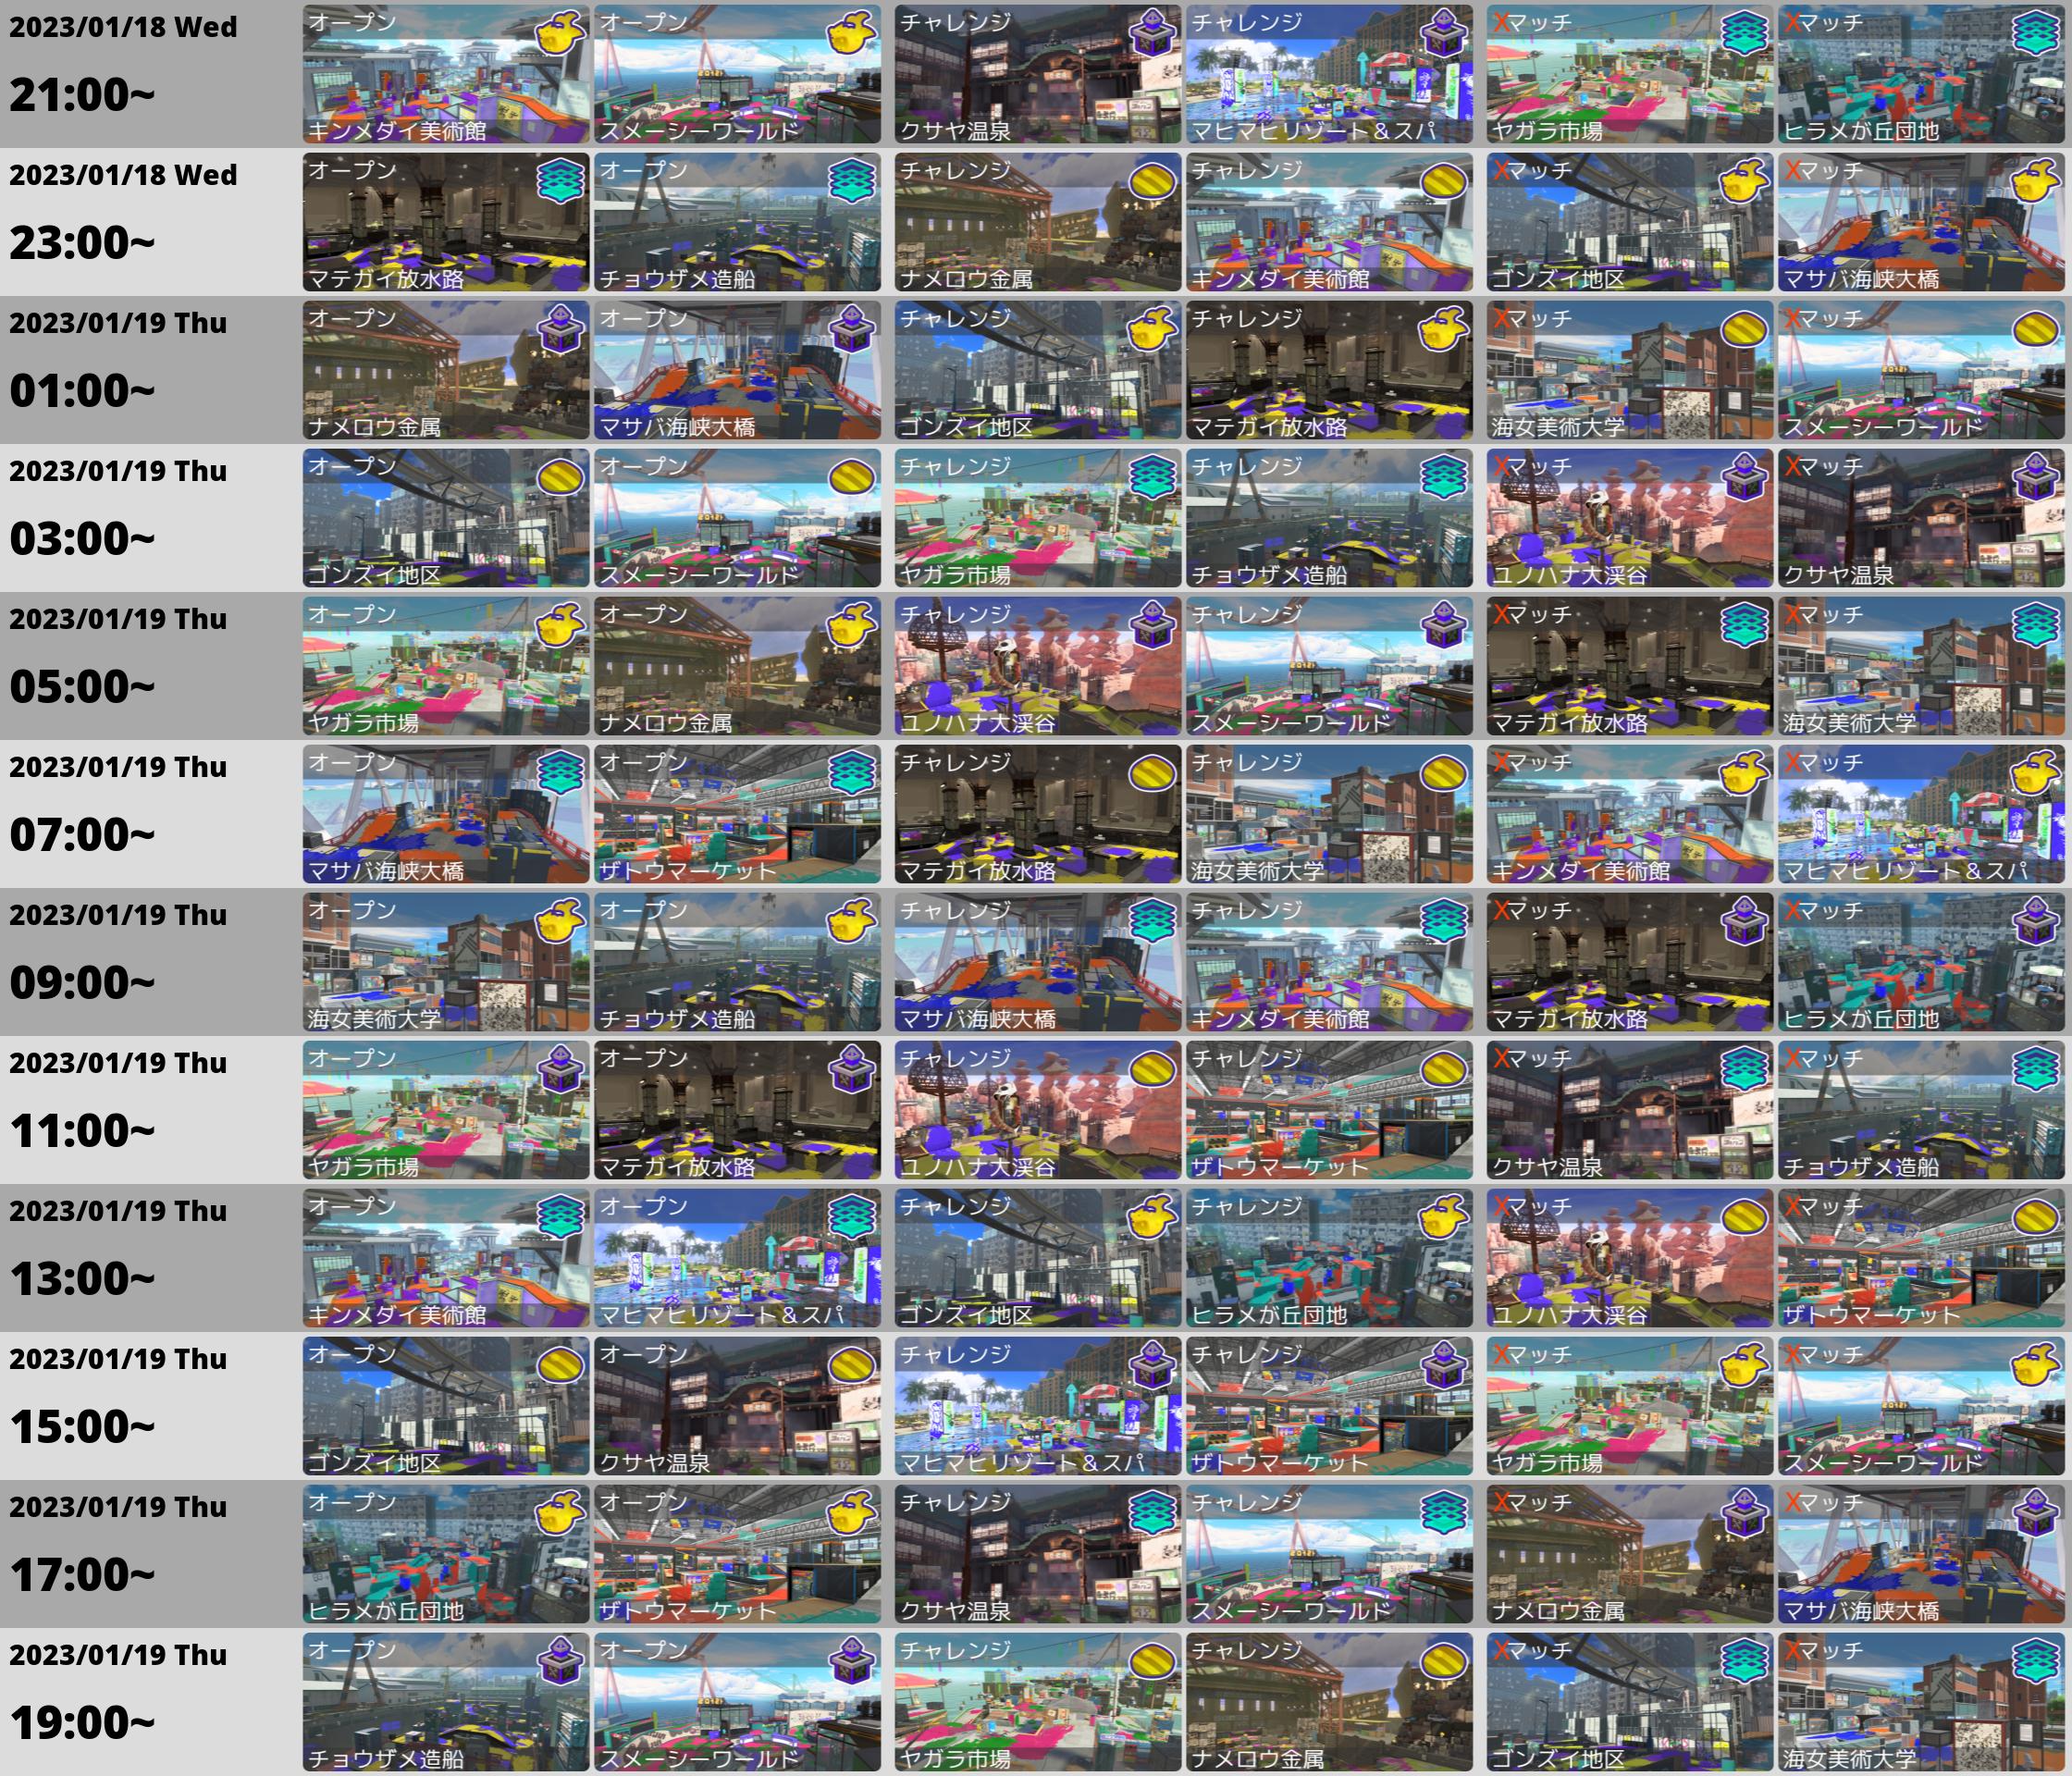 2023/01/18 Wed
21:00~
オープン オープン チャレンジ チャレンジ Xマッチ Xマッチ
キンメダイ美術館 スメーシーワールド クサヤ温泉 マヒマヒリゾート＆スパ ヤガラ市場 ヒラメが丘団地
2023/01/18 Wed
23:00~
オープン オープン チャレンジ チャレンジ Xマッチ Xマッチ
マテガイ放水路 チョウザメ造船 ナメロウ金属 キンメダイ美術館 ゴンズイ地区 マサバ海峡大橋
2023/01/19 Thu
01:00~
オープン オープン チャレンジ チャレンジ Xマッチ Xマッチ
ナメロウ金属 マサバ海峡大橋 ゴンズイ地区 マテガイ放水路 海女美術大学 スメーシーワールド
2023/01/19 Thu
03:00~
オープン オープン チャレンジ チャレンジ Xマッチ Xマッチ
ゴンズイ地区 スメーシーワールド ヤガラ市場 チョウザメ造船 ユノハナ大渓谷 クサヤ温泉
2023/01/19 Thu
05:00~
オープン オープン チャレンジ チャレンジ Xマッチ Xマッチ
ヤガラ市場 ナメロウ金属 ユノハナ大渓谷 スメーシーワールド マテガイ放水路 海女美術大学
2023/01/19 Thu
07:00~
オープン オープン チャレンジ チャレンジ Xマッチ Xマッチ
マサバ海峡大橋 ザトウマーケット マテガイ放水路 海女美術大学 キンメダイ美術館 マヒマヒリゾート＆スパ
2023/01/19 Thu
09:00~
オープン オープン チャレンジ チャレンジ Xマッチ Xマッチ
海女美術大学 チョウザメ造船 マサバ海峡大橋 キンメダイ美術館 マテガイ放水路 ヒラメが丘団地
2023/01/19 Thu
11:00~
オープン オープン チャレンジ チャレンジ Xマッチ Xマッチ
ヤガラ市場 マテガイ放水路 ユノハナ大渓谷 ザトウマーケット クサヤ温泉 チョウザメ造船
2023/01/19 Thu
13:00~
オープン オープン チャレンジ チャレンジ Xマッチ Xマッチ
キンメダイ美術館 マヒマヒリゾート＆スパ ゴンズイ地区 ヒラメが丘団地 ユノハナ大渓谷 ザトウマーケット
2023/01/19 Thu
15:00~
オープン オープン チャレンジ チャレンジ Xマッチ Xマッチ
ゴンズイ地区 クサヤ温泉 マヒマヒリゾート＆スパ ザトウマーケット ヤガラ市場 スメーシーワールド
2023/01/19 Thu
17:00~
オープン オープン チャレンジ チャレンジ Xマッチ Xマッチ
ヒラメが丘団地 ザトウマーケット クサヤ温泉 スメーシーワールド ナメロウ金属 マサバ海峡大橋
2023/01/19 Thu
19:00~
オープン オープン チャレンジ チャレンジ Xマッチ Xマッチ
チョウザメ造船 スメーシーワールド ヤガラ市場 ナメロウ金属 ゴンズイ地区 海女美術大学